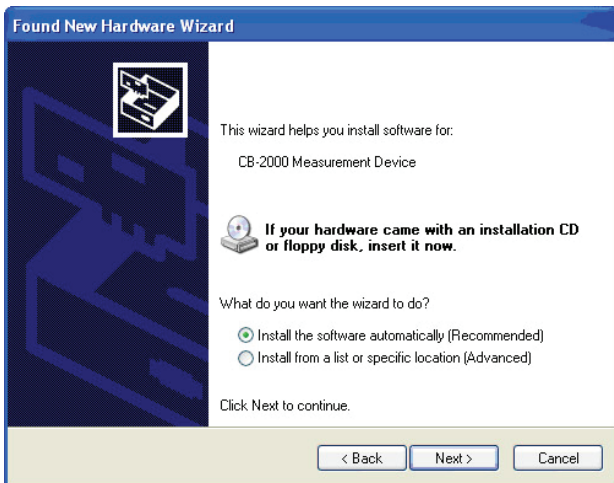 Found New Hardware Wizard
This wizard helps you install software for:
CB-2000 Measurement Device
If your hardware came with an installation CD
or floppy disk, insert it now.
What do you want the wizard to do?
Install the software automatically (Recommended)
Install from a list or specific location (Advanced)
Click Next to continue.
< Back Next > Cancel